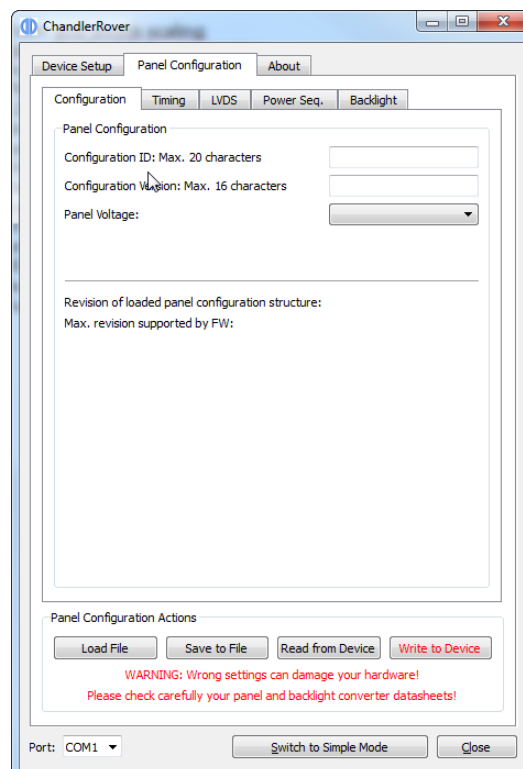 ChandlerRover
Device Setup Panel Configuration About
Configuration Timing LVDS Power Seq. Backlight
Panel Configuration
Configuration ID: Max. 20 characters
Configuration Version: Max. 16 characters
Panel Voltage:
Revision of loaded panel configuration structure:
Max. revision supported by FW:
Panel Configuration Actions
Load File Save to File Read from Device Write to Device
WARNING: Wrong settings can damage your hardware!
Please check carefully your panel and backlight converter datasheets!
Port: COM1 Switch to Simple Mode Close